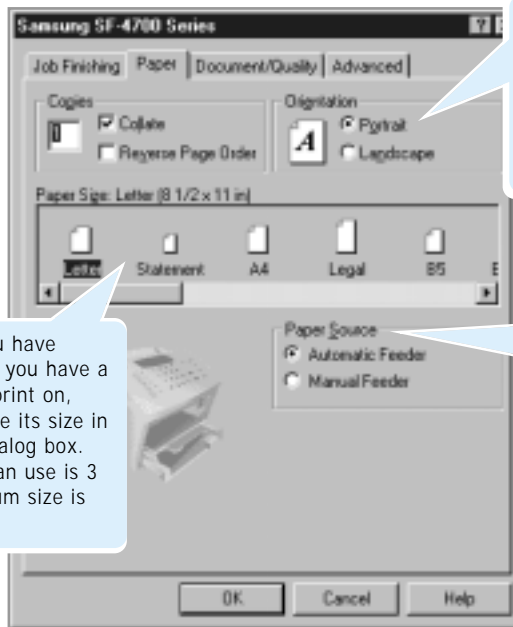 Samsung SF-4700 Series
Job Finishing Paper Document/Quality Advanced
Copies
1
Collate
Reverse Page Order
Orientation
A
Portrait
Landscape
Paper Size: Letter (8 1/2 x 11 in)
Letter Statement A4 Legal B5
Paper Source
Automatic Feeder
Manual Feeder
u have
you have a
print on,
e its size in
alog box.
an use is 3
um size is
OK Cancel Help